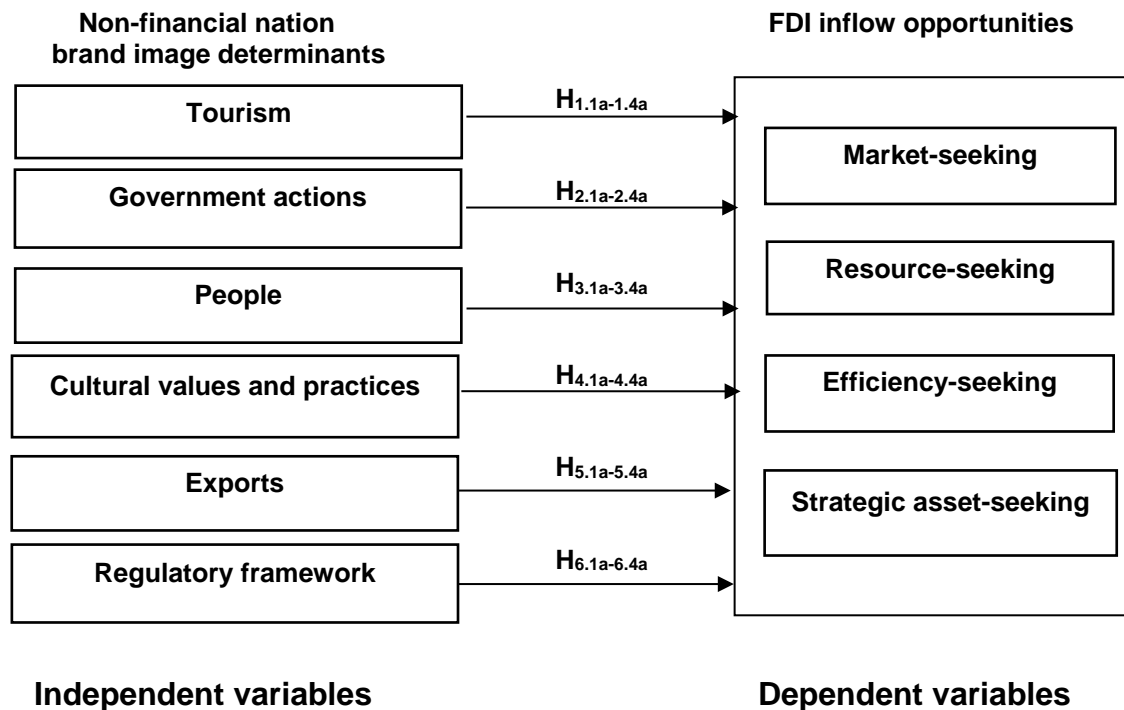 Non-financial nation
brand image determinants
FDI inflow opportunities
Tourism
H1.1a-1.4a
Market-seeking
Government actions
H2.1a-2.4a
Resource-seeking
People
H3.1a-3.4a
Cultural values and practices
H4.1a-4.4a
Efficiency-seeking
Exports
H5.1a-5.4a
Strategic asset-seeking
Regulatory framework
H6.1a-6.4a
Independent variables
Dependent variables